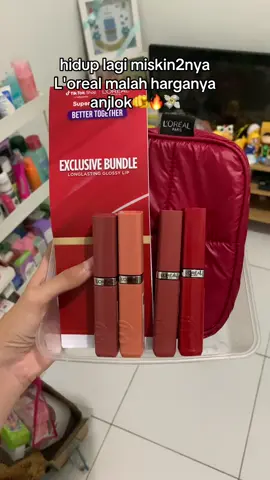 hidup lagi miskin2nya
L'oreal malah harganya
anjlok🫵🔥💸
TikTok Shop
Super
BETTER TOGETHER
EXCLUSIVE BUNDLE
LONGLASTING GLOSSY LIP
L'ORÉAL
PARIS
L'ORÉAL